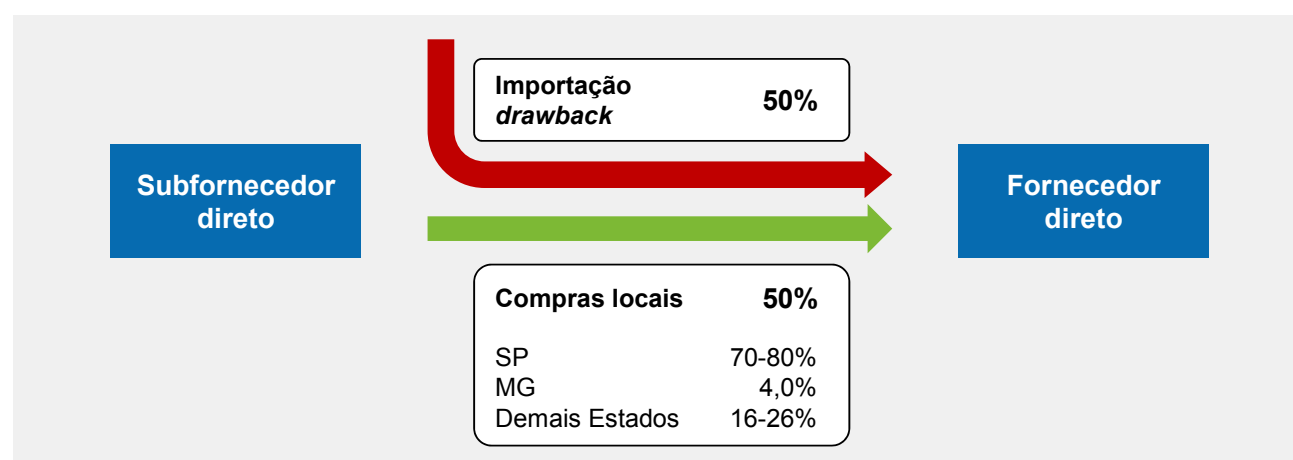 Importação
drawback 50%
Subfornecedor
direto
Fornecedor
direto
Compras locais 50%
SP 70-80%
MG 4,0%
Demais Estados 16-26%